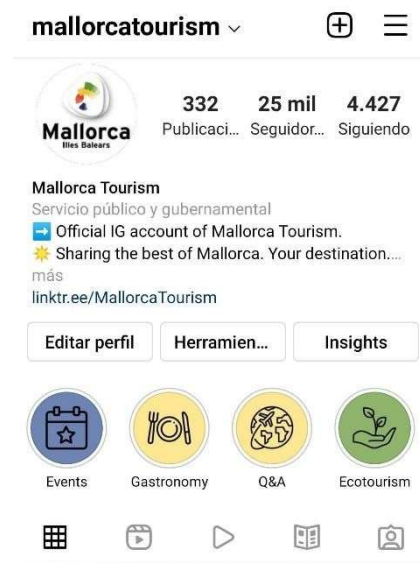 mallorcatourism
332 25 mil 4.427
Publicaci... Seguidor... Siguiendo
Mallorca
Illes Balears
Mallorca Tourism
Servicio público y gubernamental
➡️ Official IG account of Mallorca Tourism.
☀️ Sharing the best of Mallorca. Your destination....
más
linktr.ee/MallorcaTourism
Editar perfil Herramien... Insights
Events Gastronomy Q&A Ecotourism